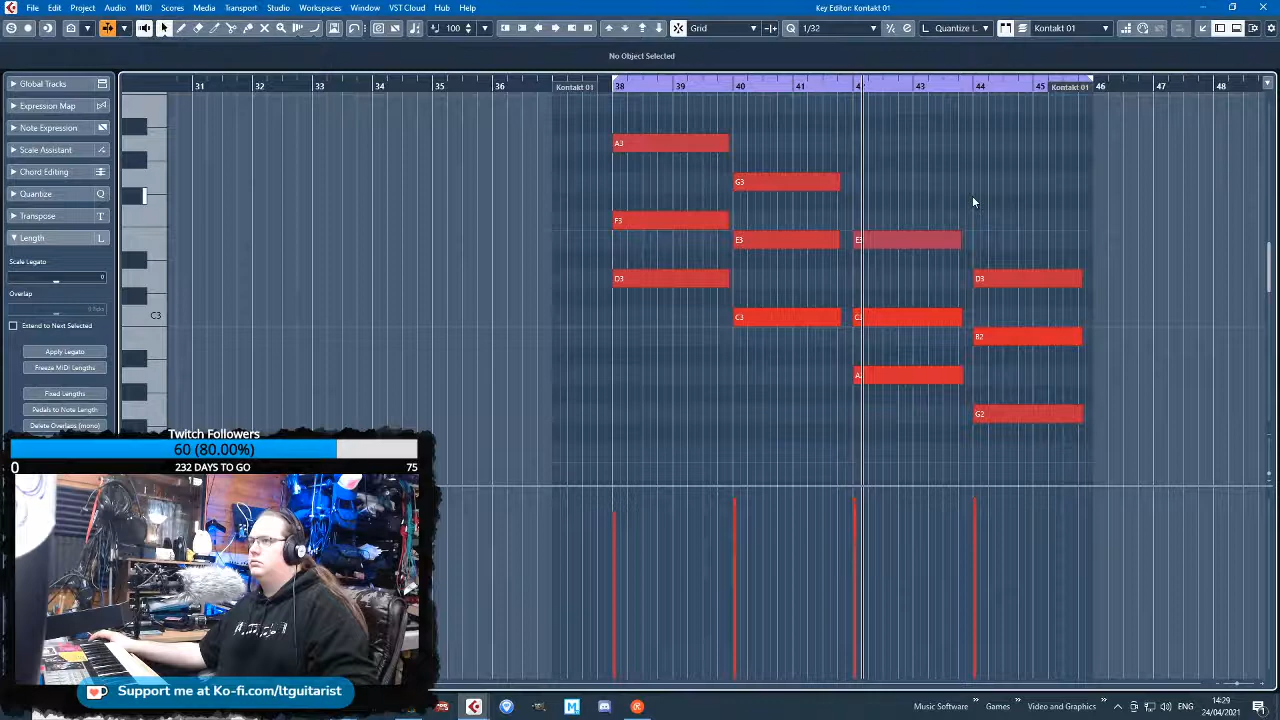 File Edit Project Audio MIDI Scores Media Transport Studio Workspaces Window VST Cloud Hub Help
Key Editor: Kontakt 01
100 Grid 1/32 Quantize L Kontakt 01
No Object Selected
Global Tracks
Expression Map
Note Expression
Scale Assistant
Chord Editing
Quantize Q
Transpose T
Length L
Scale Legato
0
Overlap
0 Ticks
Extend to Next Selected
Apply Legato
Freeze MIDI Lengths
Fixed Lengths
Pedals to Note Length
Delete Overlaps (mono)
31 32 33 34 35 36 Kontakt 01 38 39 40 41 43 44 45 Kontakt 01 46 47 48
A3
G3
F3
E3 E3
D3 D3
C3 C3
B2
G2
Twitch Followers
60 (80.00%)
0 232 DAYS TO GO 75
Support me at Ko-fi.com/ltguitarist
Music Software Games Video and Graphics ENG
14:29
24/04/2021